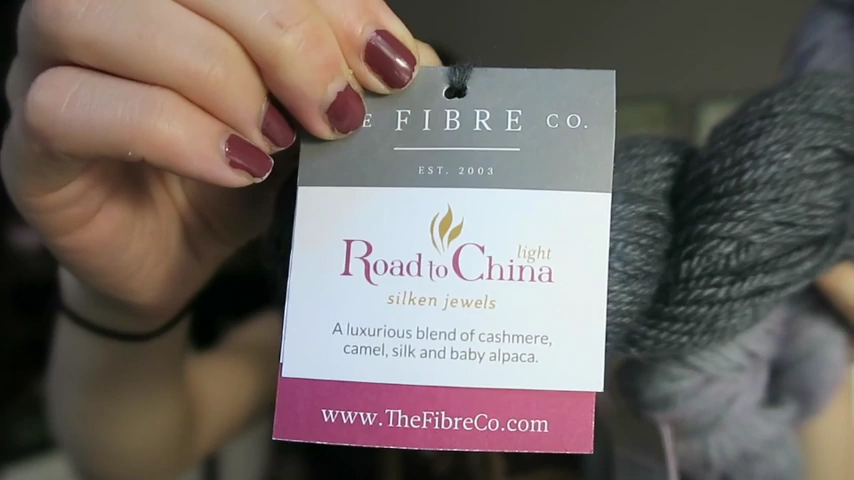 E FIBRE CO.
EST. 2003
light
Road to China
silken jewels
A luxurious blend of cashmere,
camel, silk and baby alpaca.
www.TheFibreCo.com